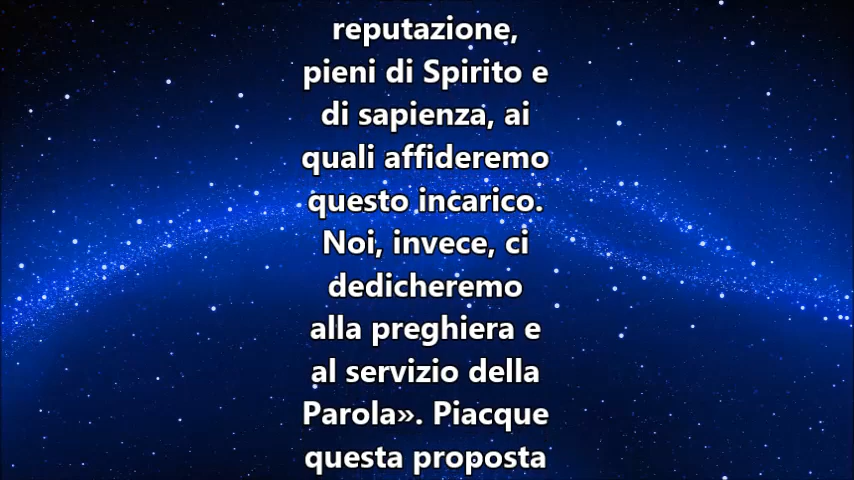 reputazione,
pieni di Spirito e
di sapienza, ai
quali affideremo
questo incarico.
Noi, invece, ci
dedicheremo
alla preghiera e
al servizio della
Parola». Piacque
questa proposta